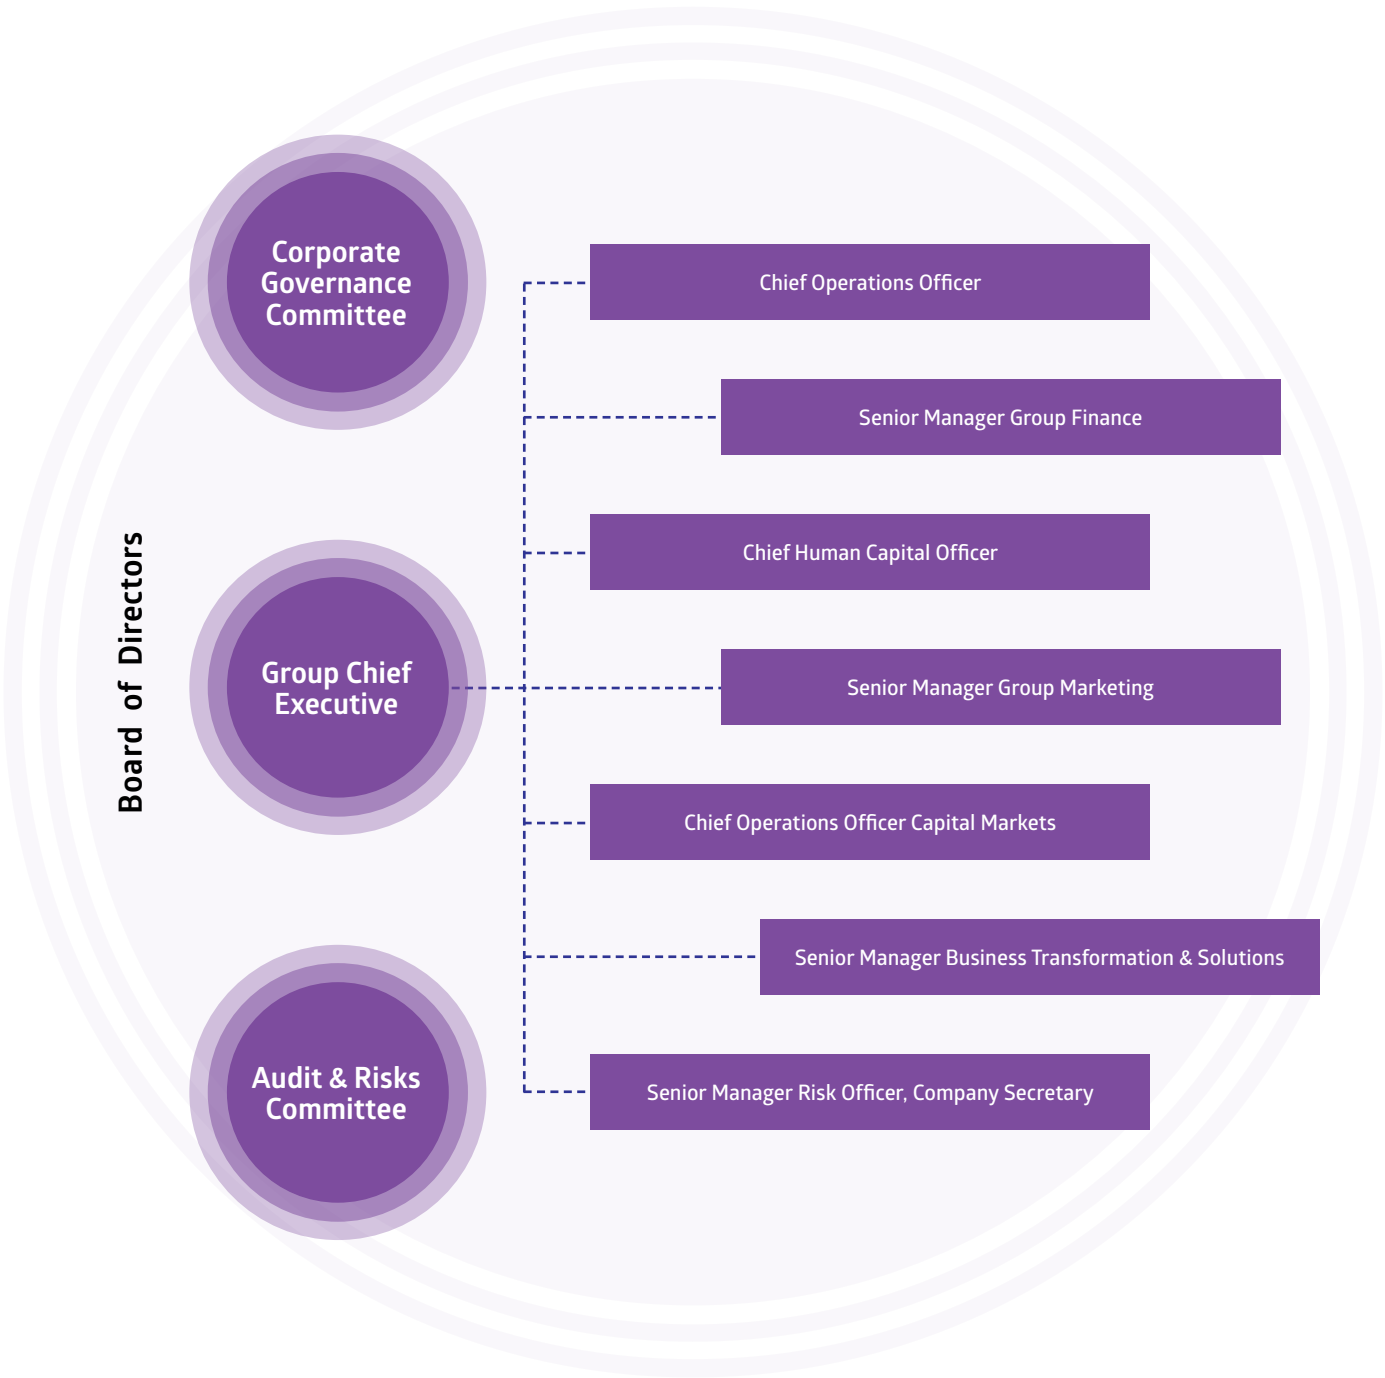 Board of Directors
Corporate
Governance
Committee
Group Chief
Executive
Audit & Risks
Committee
Chief Operations Officer
Senior Manager Group Finance
Chief Human Capital Officer
Senior Manager Group Marketing
Chief Operations Officer Capital Markets
Senior Manager Business Transformation & Solutions
Senior Manager Risk Officer, Company Secretary